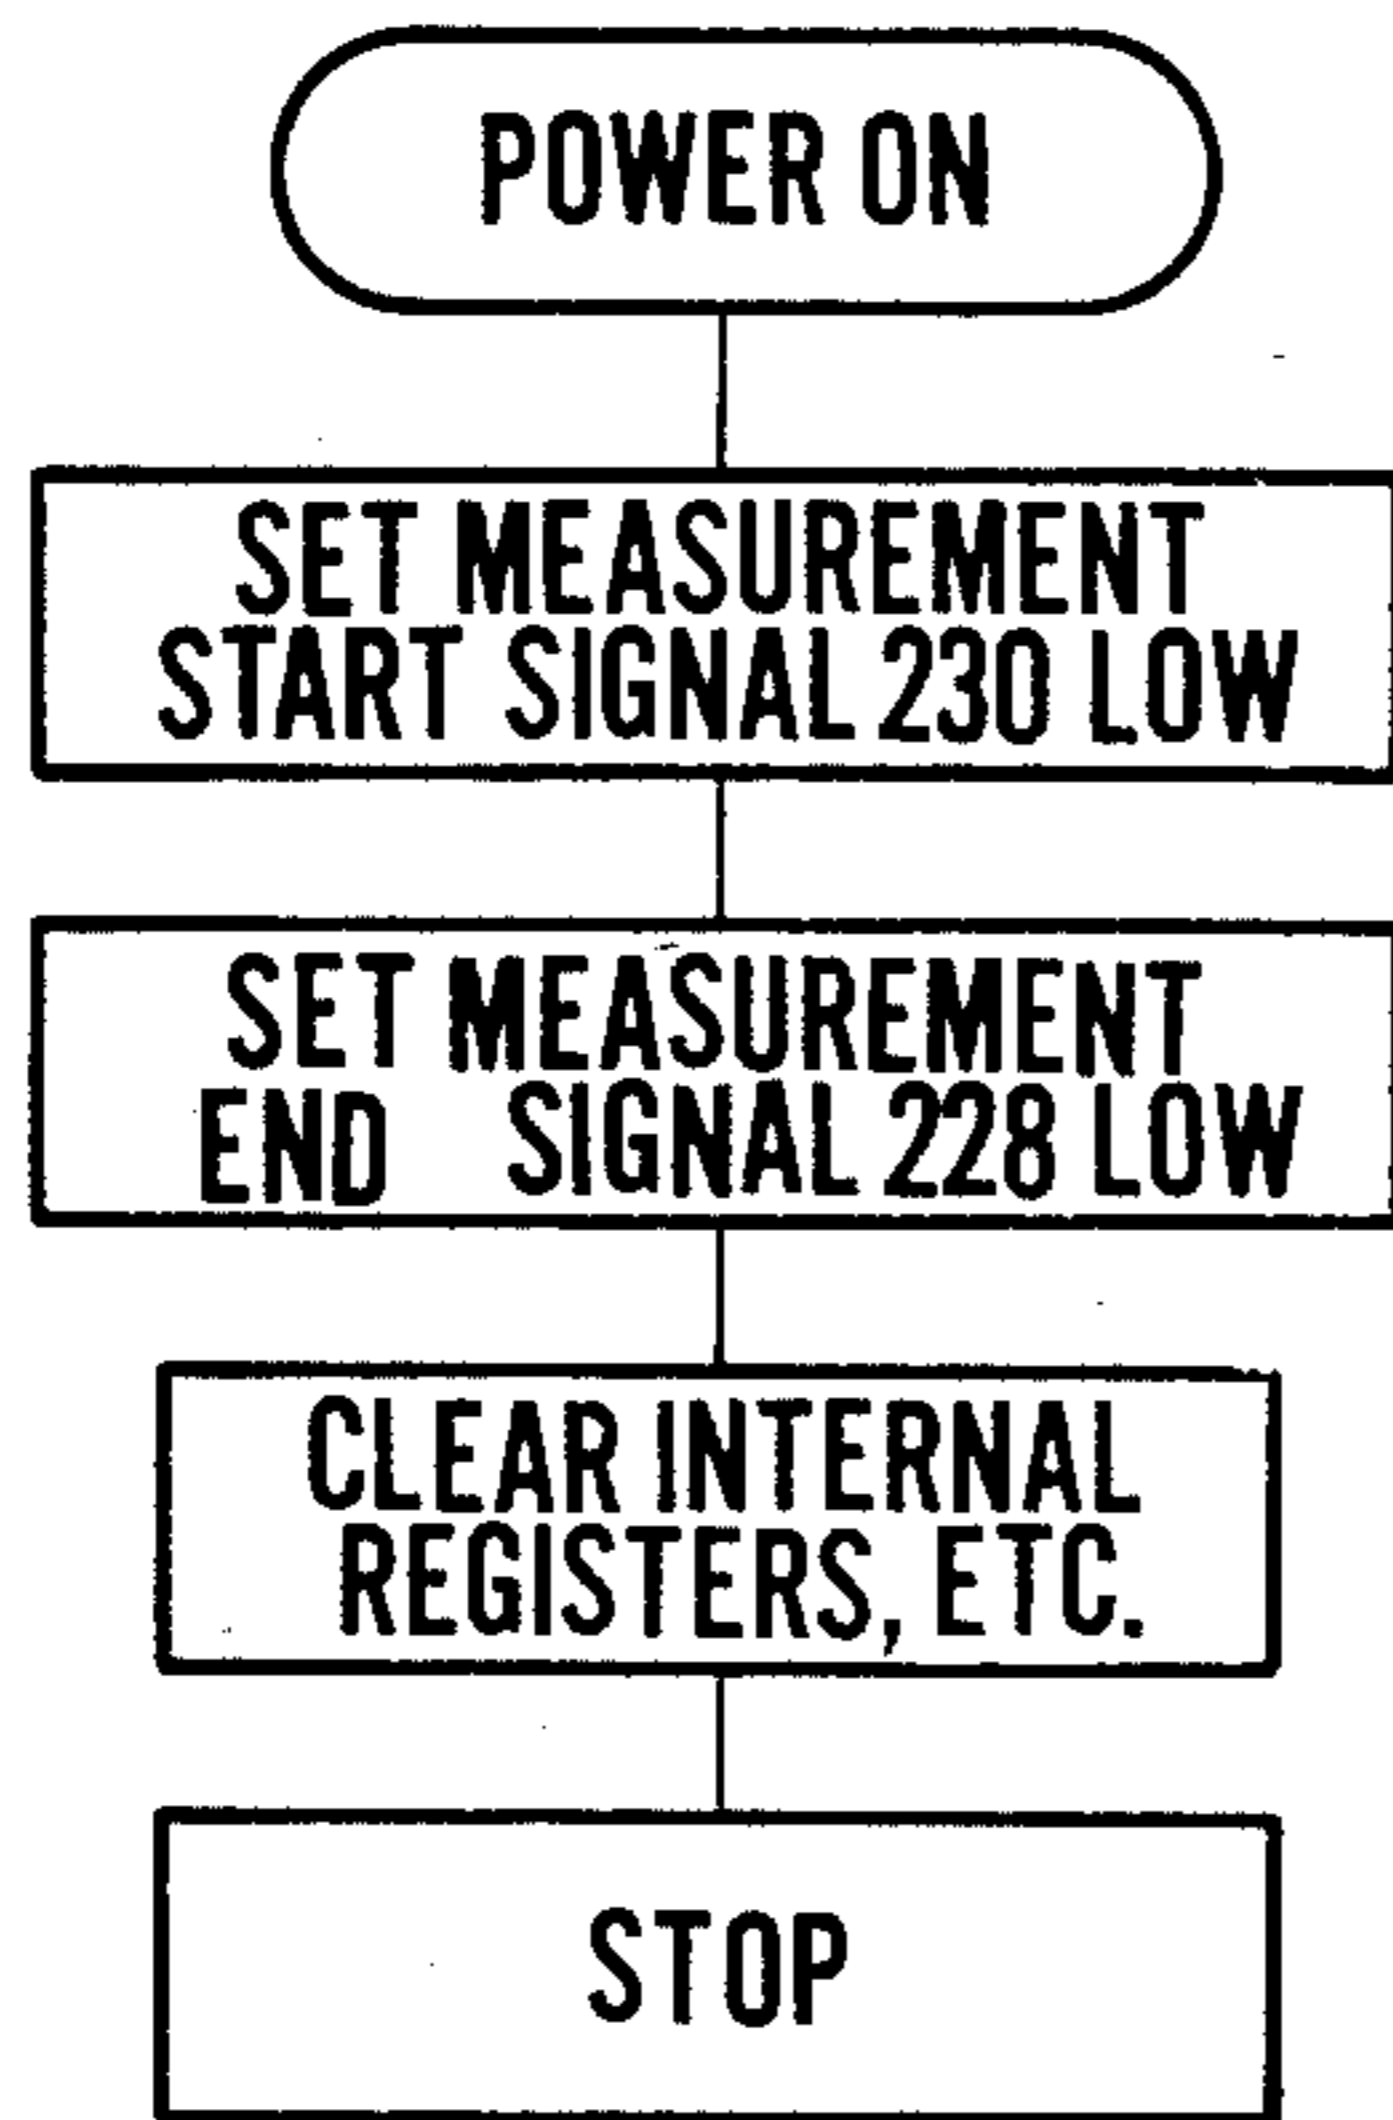 POWER ON
SET MEASUREMENT
START SIGNAL 230 LOW
SET MEASUREMENT
END SIGNAL 228 LOW
CLEAR INTERNAL
REGISTERS, ETC.
STOP